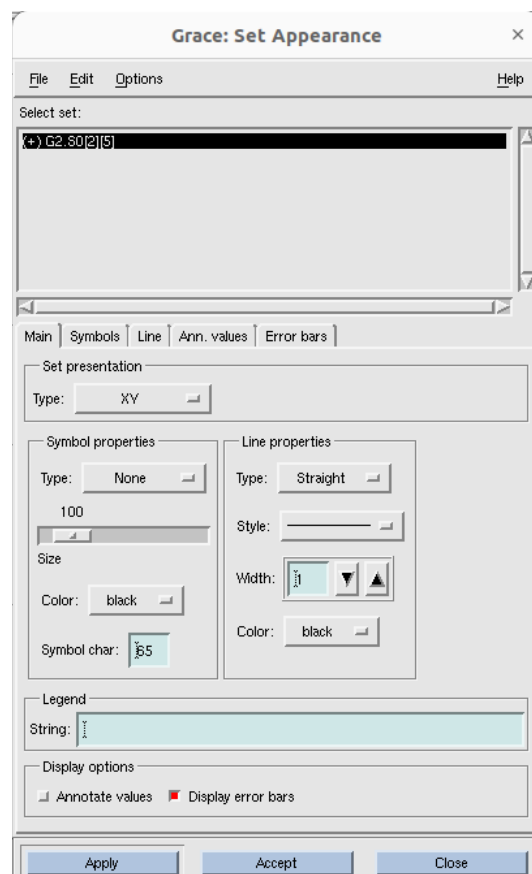 Grace: Set Appearance ×
File Edit Options Help
Select set:
(+) G2.S0[2][5]
Main Symbols Line Ann. values Error bars
Set presentation
Type: XY
Symbol properties
Type: None
100
Size
Color: black
Symbol char: 65
Line properties
Type: Straight
Style:
Width: 1
Color: black
Legend
String:
Display options
Annotate values Display error bars
Apply Accept Close